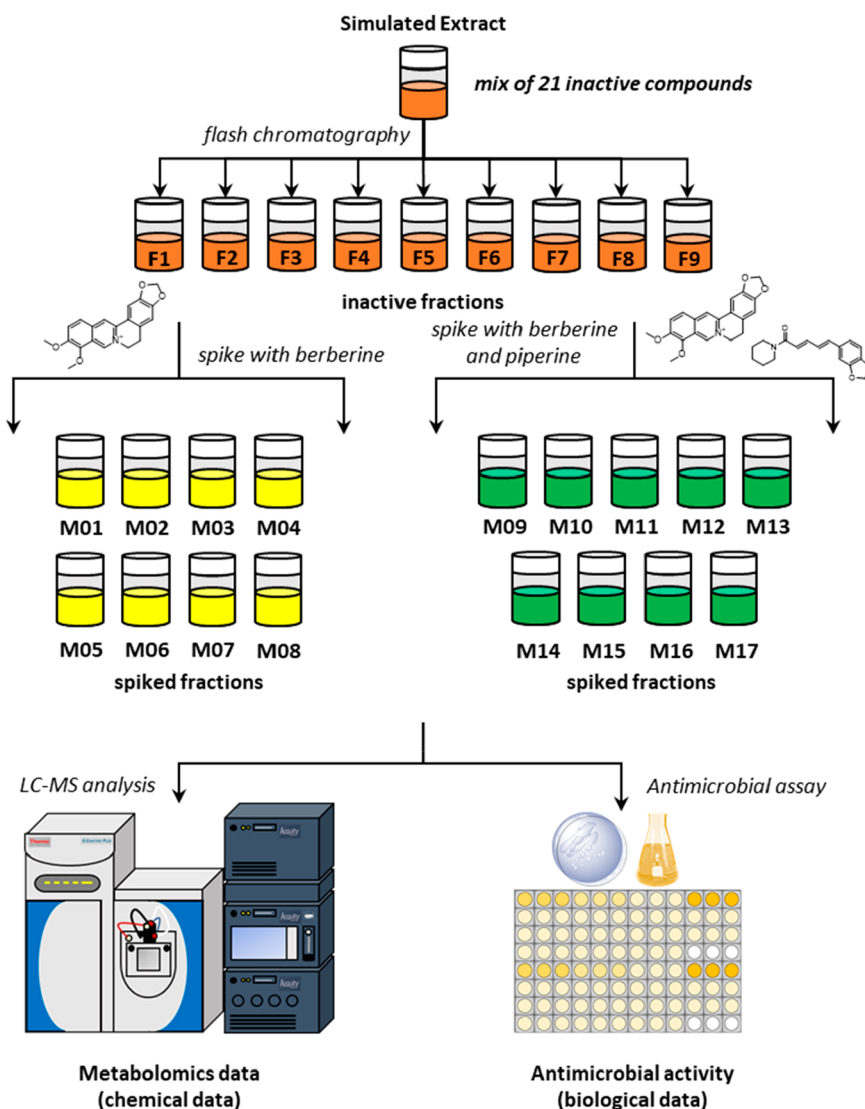 Simulated Extract
mix of 21 inactive compounds
flash chromatography
F1 F2 F3 F4 F5 F6 F7 F8 F9
inactive fractions
spike with berberine
spike with berberine
and piperine
M01 M02 M03 M04
M05 M06 M07 M08
spiked fractions
M09 M10 M11 M12 M13
M14 M15 M16 M17
spiked fractions
LC-MS analysis
Antimicrobial assay
Thermo
Acquity
Acquity
Acquity
Metabolomics data
(chemical data)
Antimicrobial activity
(biological data)